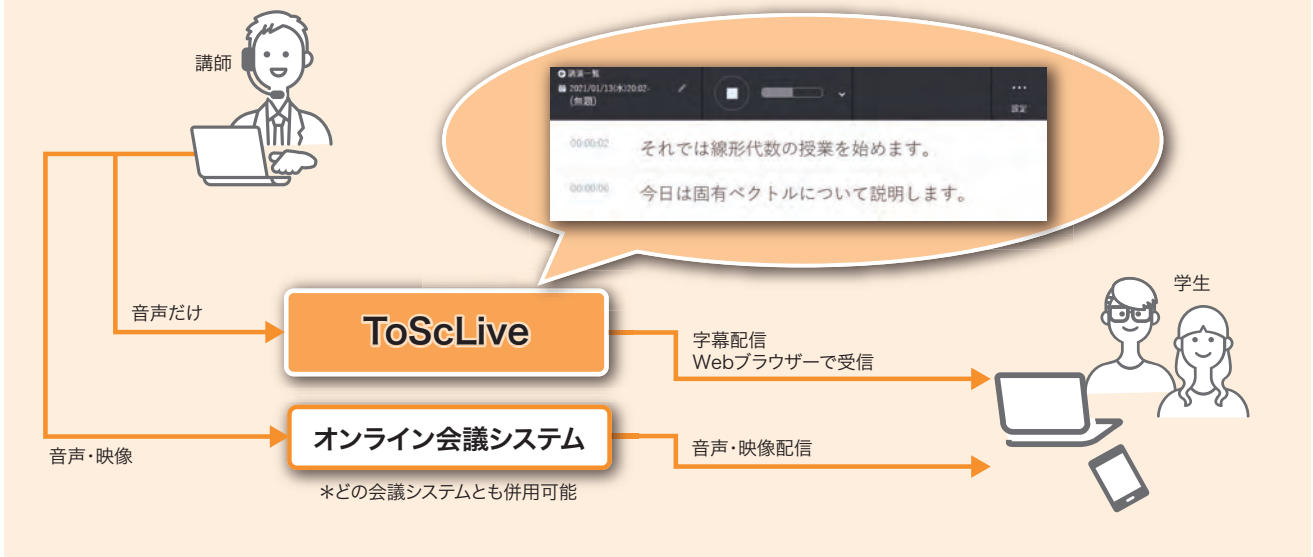 講師
講演一覧
2021/01/13(水)20:02-
(無題)
設定
00:00:02 それでは線形代数の授業を始めます。
00:00:06 今日は固有ベクトルについて説明します。
学生
音声だけ
ToScLive
字幕配信
Webブラウザーで受信
オンライン会議システム
音声・映像
音声・映像配信
＊どの会議システムとも併用可能